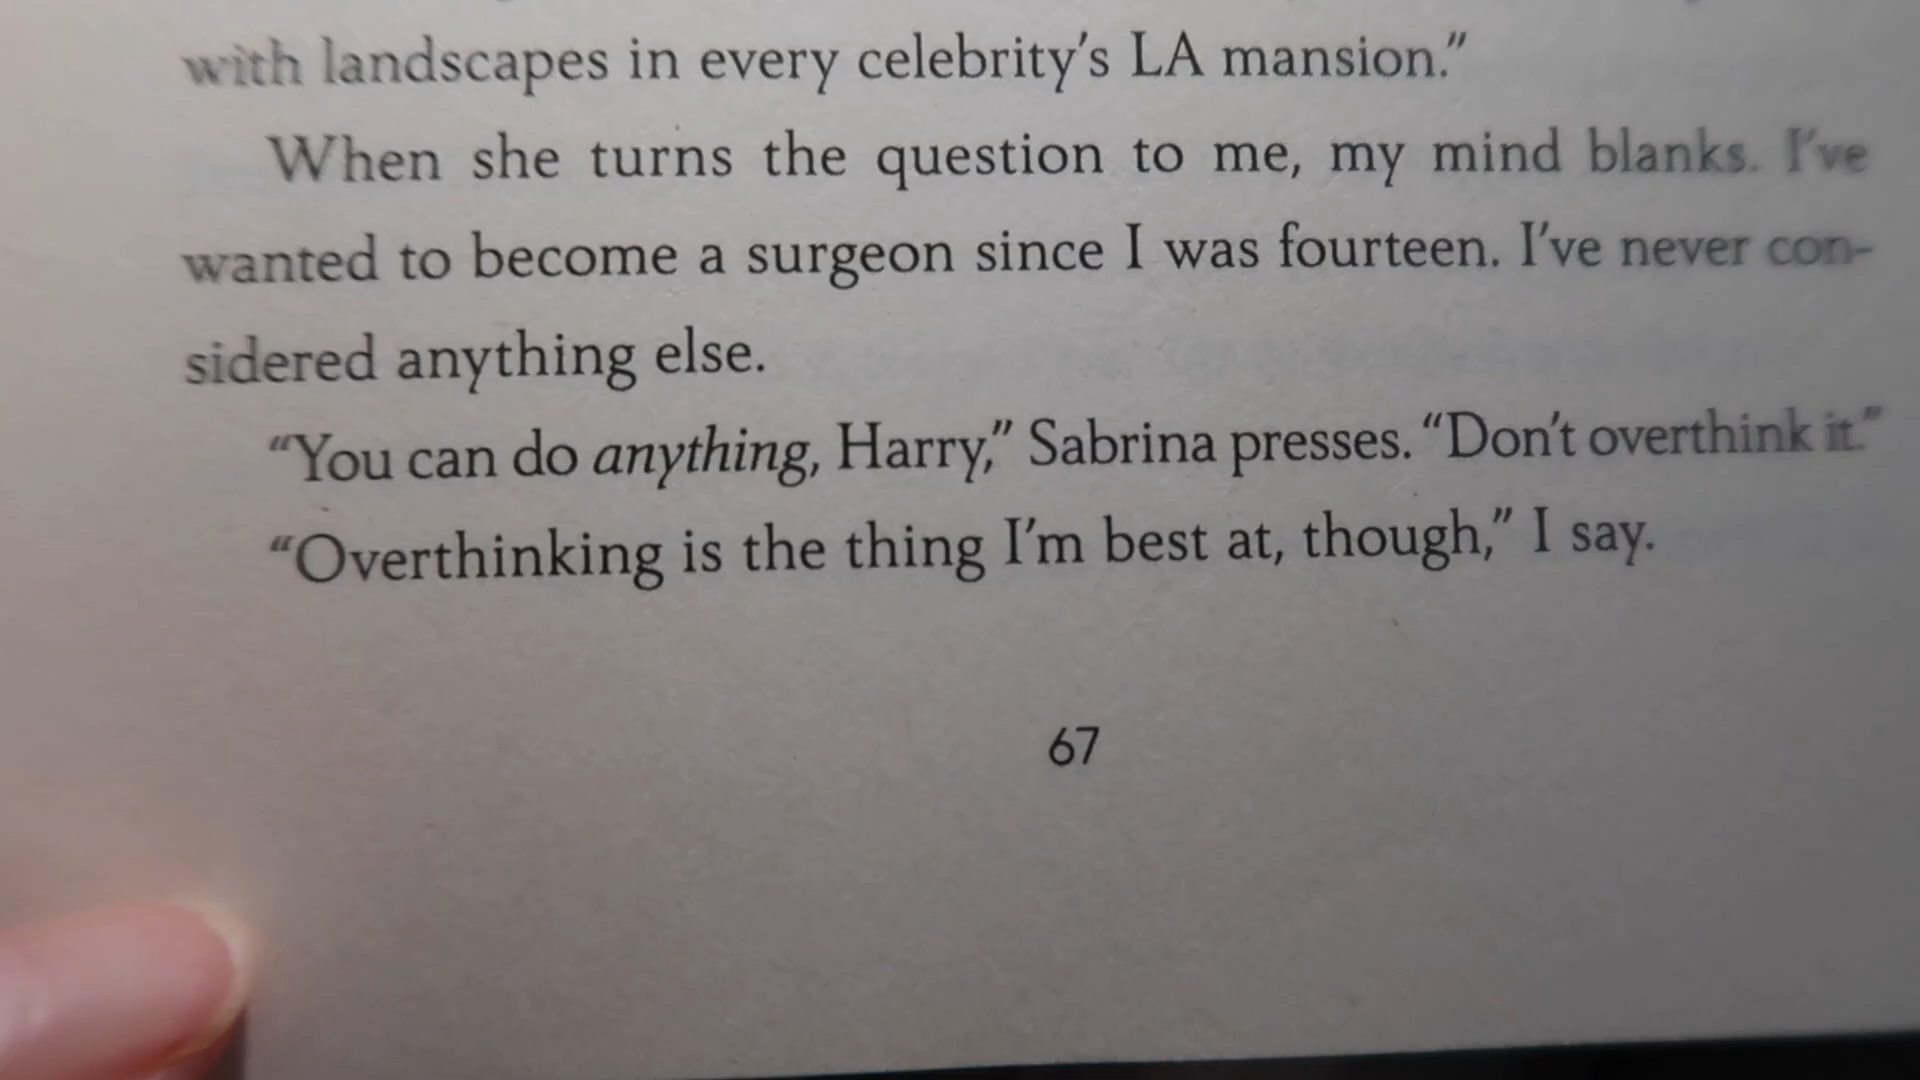 with landscapes in every celebrity’s LA mansion.”
When she turns the question to me, my mind blanks. I’ve
wanted to become a surgeon since I was fourteen. I’ve never con-
sidered anything else.
“You can do anything, Harry,” Sabrina presses. “Don’t overthink it.”
“Overthinking is the thing I’m best at, though,” I say.
67